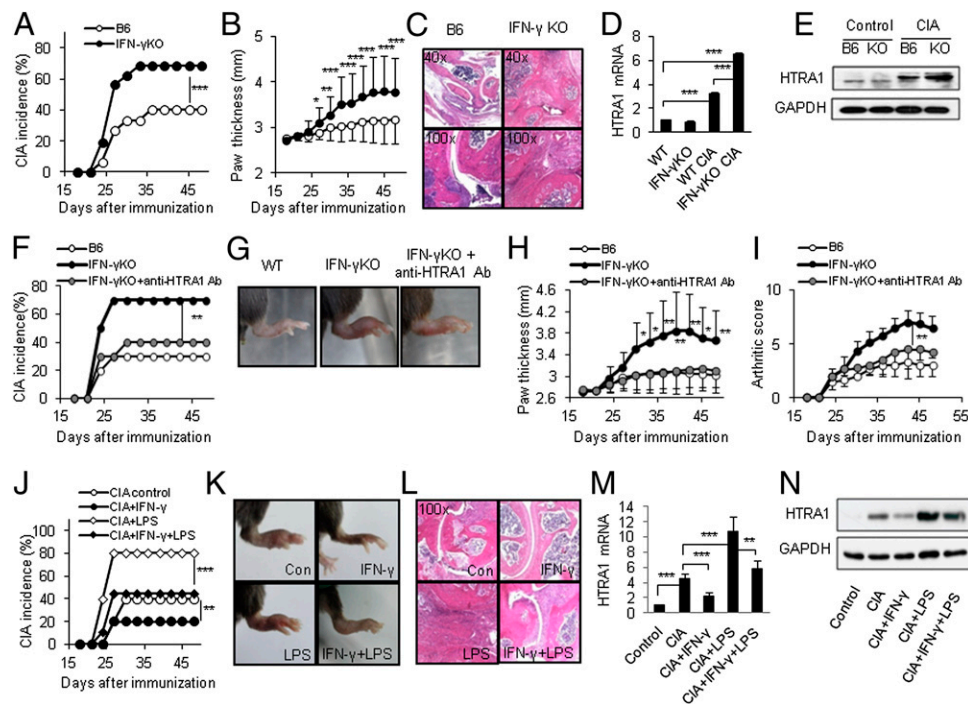 A
B6
IFN-γKO
CIA incidence (%)
80
60
40
20
0
***
15 25 35 45
Days after immunization
B
B6
IFN-γKO
Paw thickness (mm)
5
4
3
2
* ** *** *** *** *** *** ***
15 25 35 45
Days after immunization
C
B6 IFN-γ KO
40x 40x
100x 100x
D
HTRA1 mRNA
7
6
5
4
3
2
1
0
***
***
***
WT
IFN-γKO
WT CIA
IFN-γKO CIA
E
Control CIA
B6 KO B6 KO
HTRA1
GAPDH
F
B6
IFN-γKO
IFN-γKO+anti-HTRA1 Ab
CIA incidence(%)
80
60
40
20
0
**
15 25 35 45
Days after immunization
G
WT IFN-γKO IFN-γKO +
anti-HTRA1 Ab
H
B6
IFN-γKO
IFN-γKO+anti-HTRA1 Ab
Paw thickness (mm)
4.6
4.2
3.8
3.4
3
2.6
* * ** ** ** * **
15 25 35 45
Days after immunization
I
B6
IFN-γKO
IFN-γKO+anti-HTRA1 Ab
Arthritic score
10
8
6
4
2
0
**
15 25 35 45 55
Days after immunization
J
CIAcontrol
CIA+IFN-γ
CIA+LPS
CIA+IFN-γ+LPS
CIA incidence (%)
100
80
60
40
20
0
***
**
15 25 35 45
Days after immunization
K
Con IFN-γ
LPS IFN-γ+LPS
L
100x
Con IFN-γ
LPS IFN-γ+LPS
M
HTRA1 mRNA
14
12
10
8
6
4
2
0
***
***
***
**
Control
CIA
CIA+IFN-γ
CIA+LPS
CIA+IFN-γ+LPS
N
HTRA1
GAPDH
Control
CIA
CIA+IFN-γ
CIA+LPS
CIA+IFN-γ+LPS